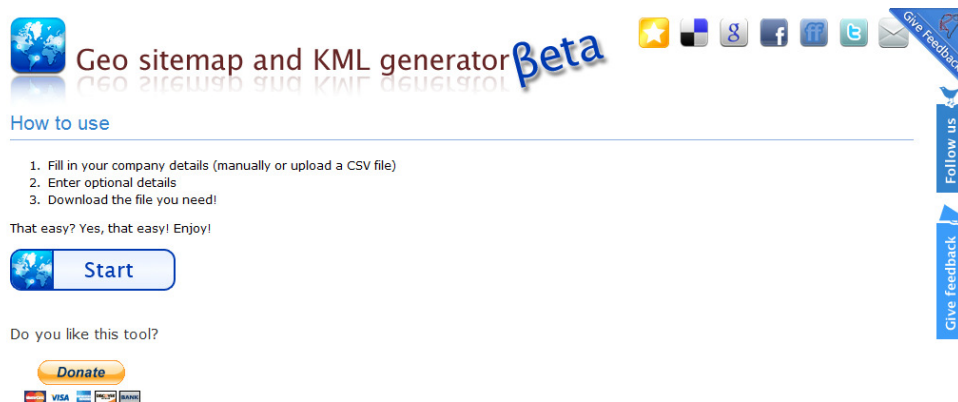 Geo sitemap and KML generator βeta
Give Feedback
How to use
1. Fill in your company details (manually or upload a CSV file)
2. Enter optional details
3. Download the file you need!
That easy? Yes, that easy! Enjoy!
Start
Follow us
Give feedback
Do you like this tool?
Donate
VISA
BANK